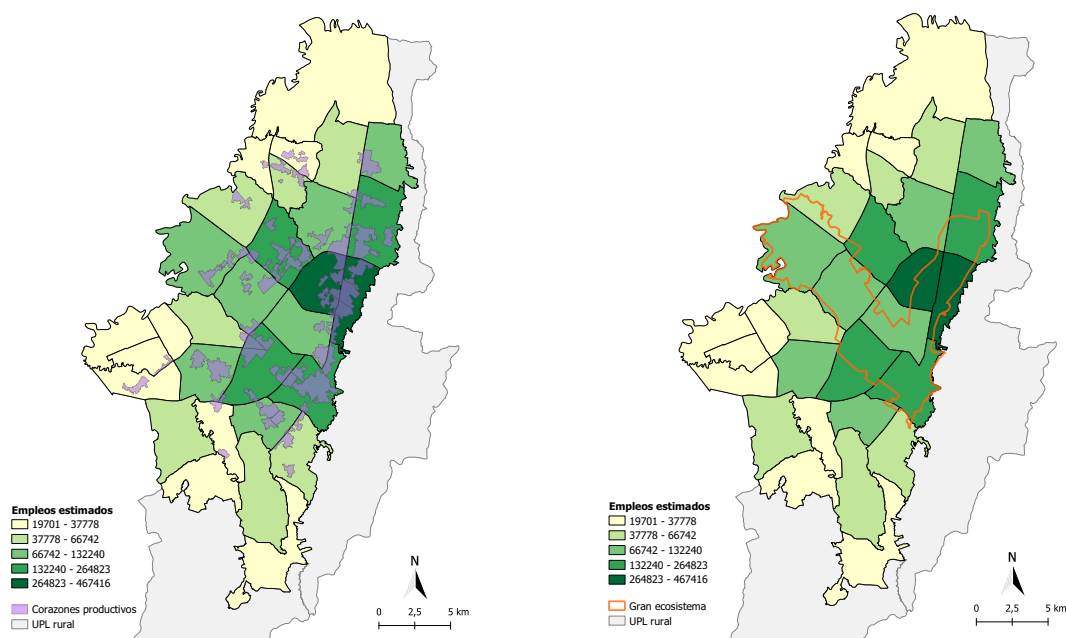 Empleos estimados
19701 - 37778
37778 - 66742
66742 - 132240
132240 - 264823
264823 - 467416
Corazones productivos
UPL rural
N
0 2,5 5 km
Empleos estimados
19701 - 37778
37778 - 66742
66742 - 132240
132240 - 264823
264823 - 467416
Gran ecosistema
UPL rural
N
0 2,5 5 km